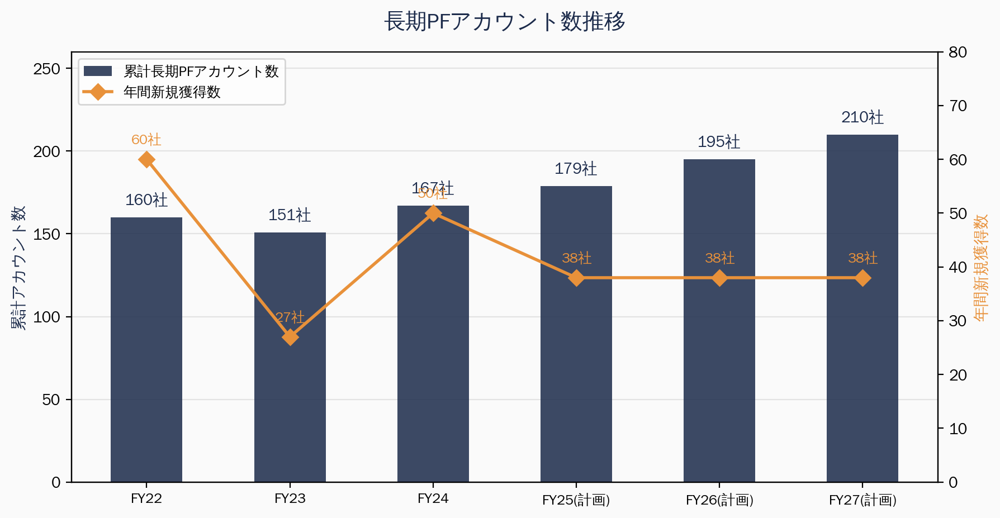 長期PFアカウント数推移
累計長期PFアカウント数
年間新規獲得数
累計アカウント数
250
200
150
100
50
0
80
70
60
50
40
30
20
10
0
年間新規獲得数
160社
151社
167社
179社
195社
210社
60社
27社
50社
38社
38社
38社
FY22
FY23
FY24
FY25(計画)
FY26(計画)
FY27(計画)